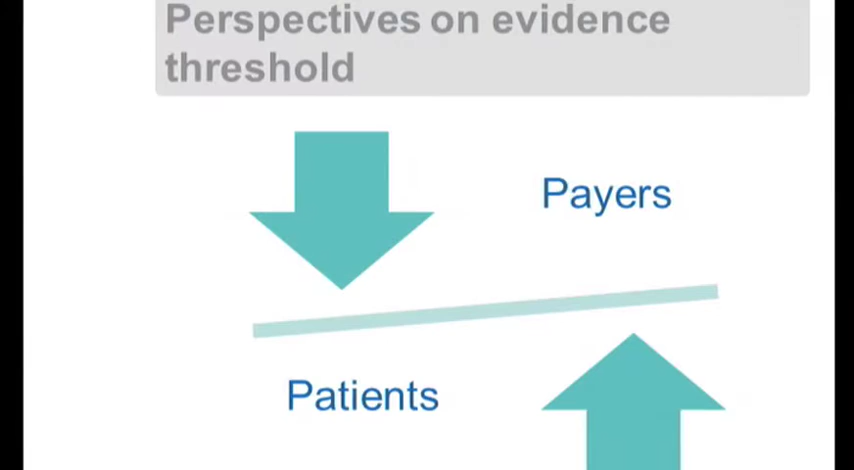 Perspectives on evidence
threshold
Payers
Patients